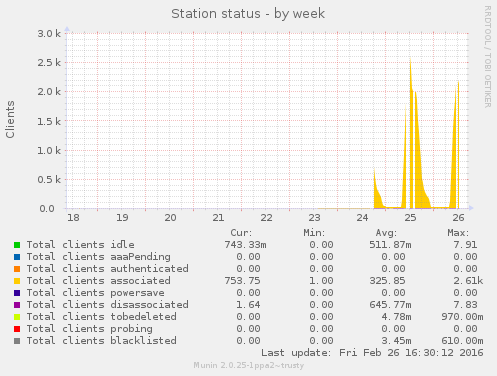 Station status - by week
RRDTOOL / TOBI OETIKER
Clients
3.0 k
2.5 k
2.0 k
1.5 k
1.0 k
0.5 k
0.0
18 19 20 21 22 23 24 25 26
Cur: Min: Avg: Max:
Total clients idle 743.33m 0.00 511.87m 7.91
Total clients aaaPending 0.00 0.00 0.00 0.00
Total clients authenticated 0.00 0.00 0.00 0.00
Total clients associated 753.75 1.00 325.85 2.61k
Total clients powersave 0.00 0.00 0.00 0.00
Total clients disassociated 1.64 0.00 645.77m 7.83
Total clients tobedeleted 0.00 0.00 4.78m 970.00m
Total clients probing 0.00 0.00 0.00 0.00
Total clients blacklisted 0.00 0.00 3.45m 610.00m
Last update: Fri Feb 26 16:30:12 2016
Munin 2.0.25-1ppa2~trusty